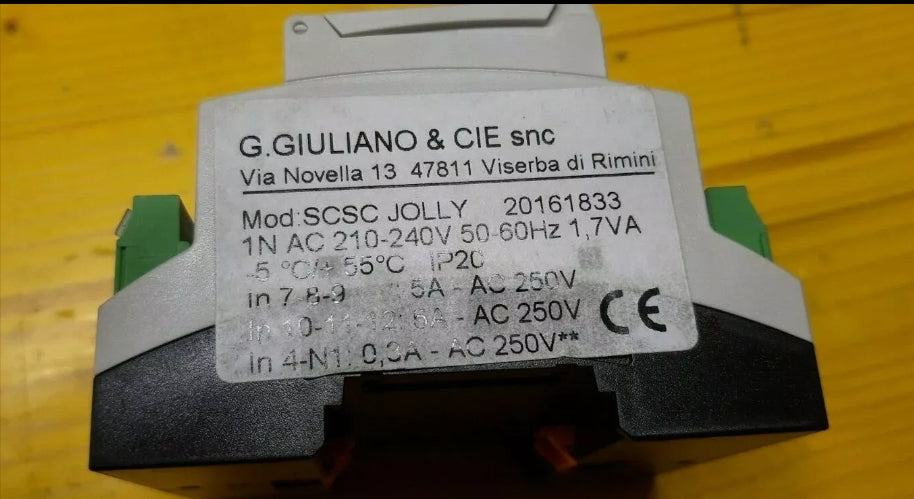 G.GIULIANO & CIE snc
Via Novella 13 47811 Viserba di Rimini
Mod:SCSC JOLLY 20161833
1N AC 210-240V 50-60Hz 1,7VA
-5 °C/+ 55°C IP20
in 7-8-9 : 5A - AC 250V
In 10-11-12: 5A - AC 250V
In 4-N1: 0,3A - AC 250V**
CE